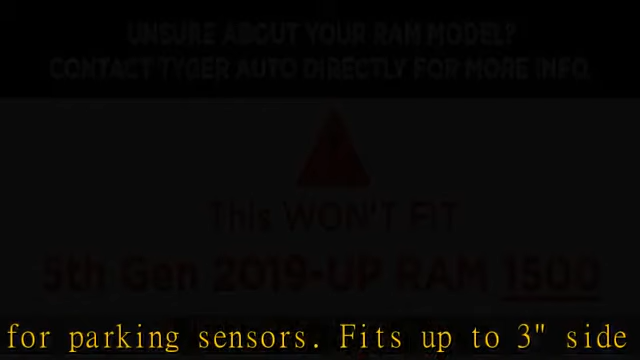 UNSURE ABOUT YOUR RAM MODEL?
CONTACT TYGER AUTO DIRECTLY FOR MORE INFO.
This WON'T FIT
5th Gen 2019-UP RAM 1500
for parking sensors. Fits up to 3" side